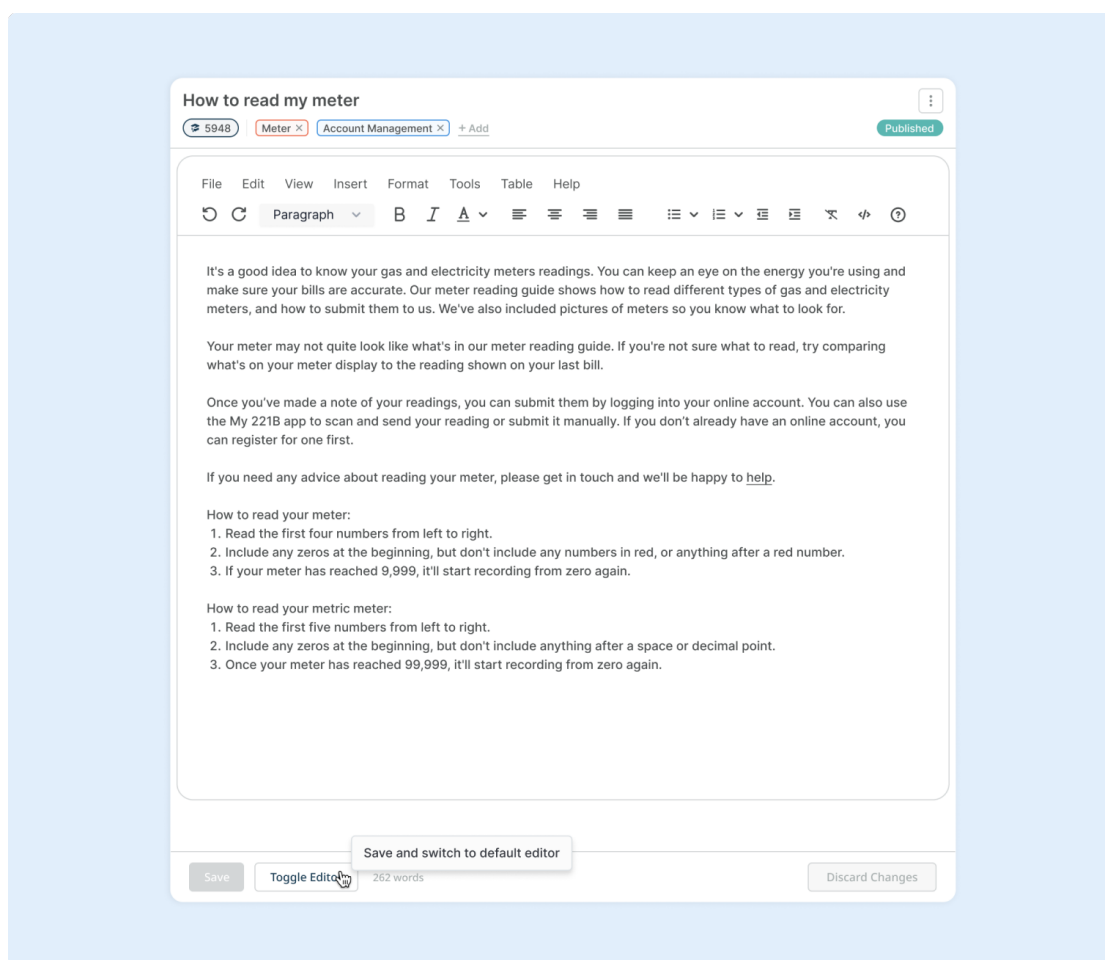 How to read my meter
5948 Meter × Account Management × + Add Published
File Edit View Insert Format Tools Table Help
Paragraph B I A
It's a good idea to know your gas and electricity meters readings. You can keep an eye on the energy you're using and
make sure your bills are accurate. Our meter reading guide shows how to read different types of gas and electricity
meters, and how to submit them to us. We've also included pictures of meters so you know what to look for.
Your meter may not quite look like what's in our meter reading guide. If you're not sure what to read, try comparing
what's on your meter display to the reading shown on your last bill.
Once you've made a note of your readings, you can submit them by logging into your online account. You can also use
the My 221B app to scan and send your reading or submit it manually. If you don't already have an online account, you
can register for one first.
If you need any advice about reading your meter, please get in touch and we'll be happy to help.
How to read your meter:
1. Read the first four numbers from left to right.
2. Include any zeros at the beginning, but don't include any numbers in red, or anything after a red number.
3. If your meter has reached 9,999, it'll start recording from zero again.
How to read your metric meter:
1. Read the first five numbers from left to right.
2. Include any zeros at the beginning, but don't include anything after a space or decimal point.
3. Once your meter has reached 99,999, it'll start recording from zero again.
Save and switch to default editor
Save Toggle Editor 262 words Discard Changes